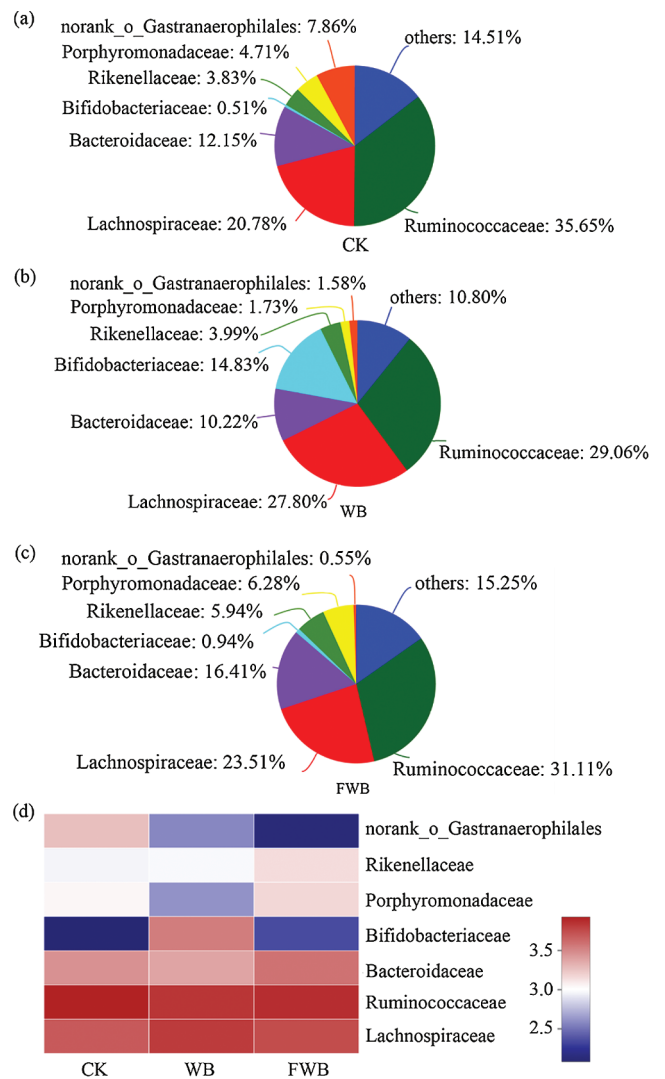 (a)
norank_o_Gastranaerophilales: 7.86%
others: 14.51%
Porphyromonadaceae: 4.71%
Rikenellaceae: 3.83%
Bifidobacteriaceae: 0.51%
Bacteroidaceae: 12.15%
Lachnospiraceae: 20.78%
Ruminococcaceae: 35.65%
CK
(b)
norank_o_Gastranaerophilales: 1.58%
others: 10.80%
Porphyromonadaceae: 1.73%
Rikenellaceae: 3.99%
Bifidobacteriaceae: 14.83%
Bacteroidaceae: 10.22%
Ruminococcaceae: 29.06%
Lachnospiraceae: 27.80%
WB
(c)
norank_o_Gastranaerophilales: 0.55%
Porphyromonadaceae: 6.28%
others: 15.25%
Rikenellaceae: 5.94%
Bifidobacteriaceae: 0.94%
Bacteroidaceae: 16.41%
Lachnospiraceae: 23.51%
Ruminococcaceae: 31.11%
FWB
(d)
norank_o_Gastranaerophilales
Rikenellaceae
Porphyromonadaceae
Bifidobacteriaceae
Bacteroidaceae
Ruminococcaceae
Lachnospiraceae
3.5
3.0
2.5
CK WB FWB